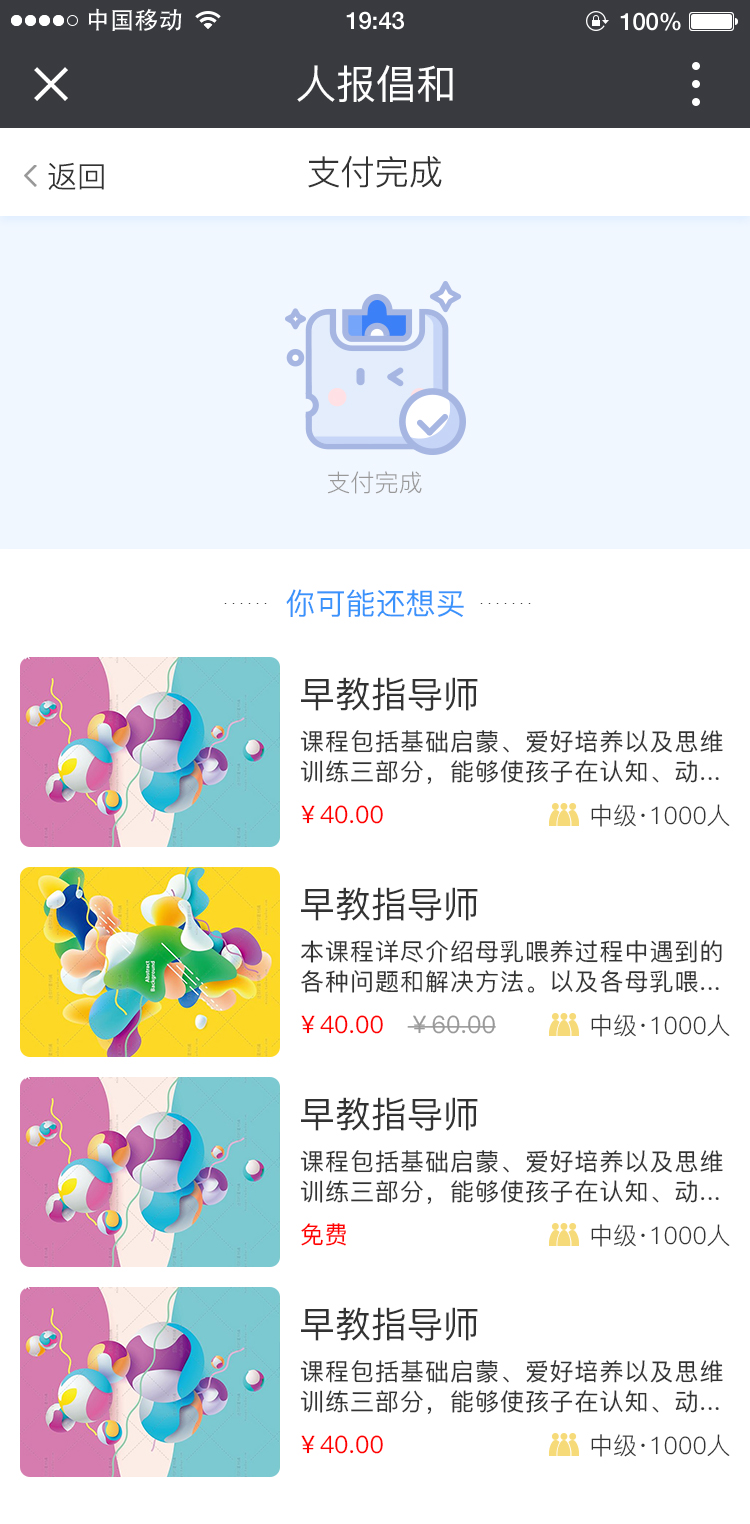 中国移动
19:43
100%
人报倡和
返回
支付完成
支付完成
你可能还想买
早教指导师
课程包括基础启蒙、爱好培养以及思维
训练三部分，能够使孩子在认知、动...
¥40.00
中级·1000人
Abstract
Background
早教指导师
本课程详尽介绍母乳喂养过程中遇到的
各种问题和解决方法。以及各母乳喂...
¥40.00 ¥60.00
中级·1000人
早教指导师
课程包括基础启蒙、爱好培养以及思维
训练三部分，能够使孩子在认知、动...
免费
中级·1000人
早教指导师
课程包括基础启蒙、爱好培养以及思维
训练三部分，能够使孩子在认知、动...
¥40.00
中级·1000人